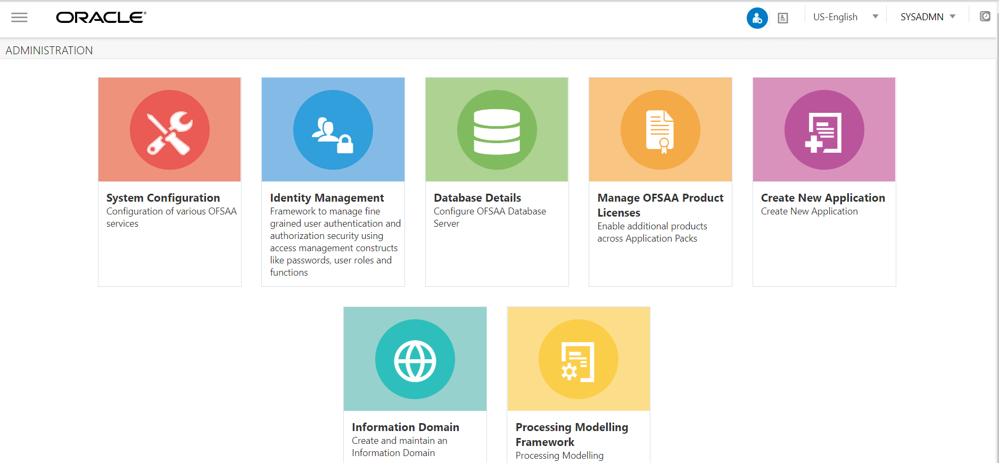 ORACLE®
US-English
SYSADMN
ADMINISTRATION
System Configuration
Configuration of various OFSAA
services
Identity Management
Framework to manage fine
grained user authentication and
authorization security using
access management constructs
like passwords, user roles and
functions
Database Details
Configure OFSAA Database
Server
Manage OFSAA Product
Licenses
Enable additional products
across Application Packs
Create New Application
Create New Application
Information Domain
Create and maintain an
Information Domain
Processing Modelling
Framework
Processing Modelling